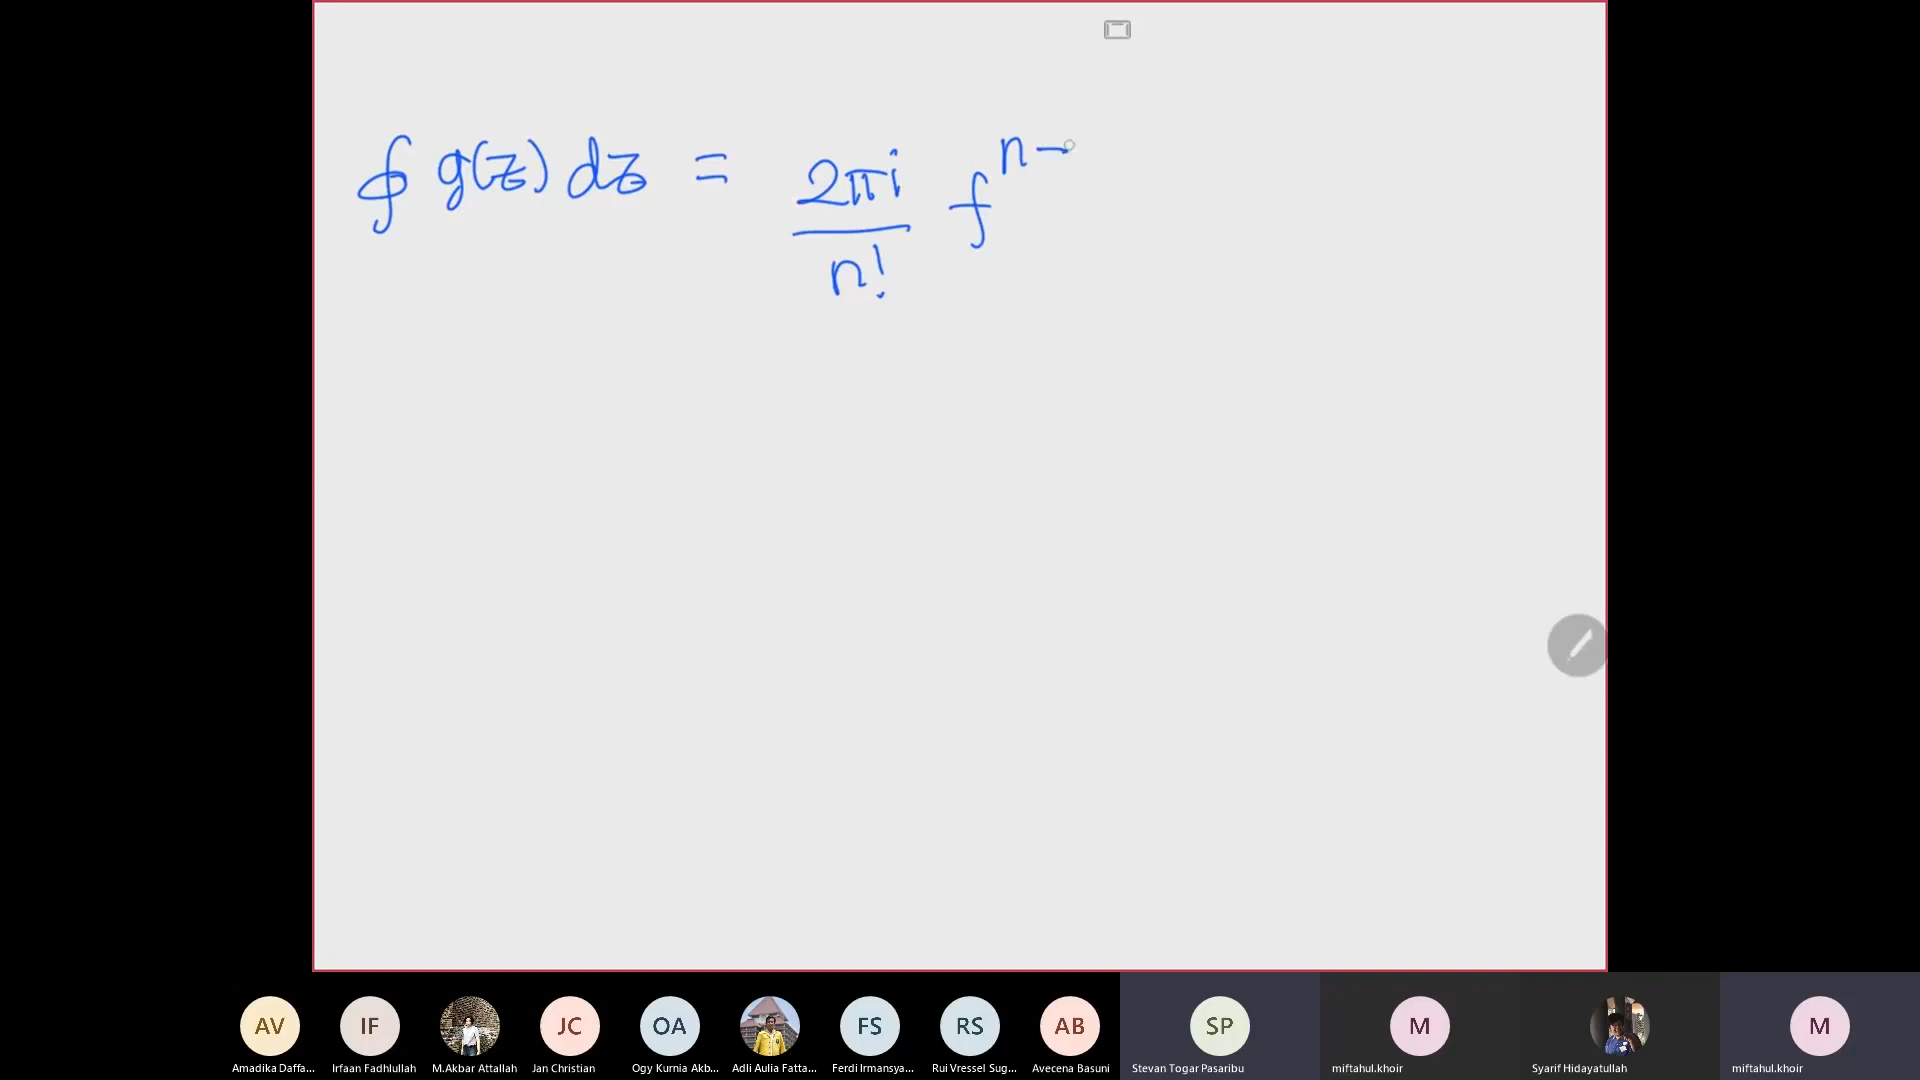 ∮ g(z) dz = 2πi/n! f^n-
AV IF JC OA FS RS AB SP M M
Amadika Daffa... Irfaan Fadhlullah M.Akbar Attallah Jan Christian Ogy Kurnia Akb... Adli Aulia Fatta... Ferdi Irmansya... Rui Vressel Sug... Avecena Basuni Stevan Togar Pasaribu miftahul.khoir Syarif Hidayatullah miftahul.khoir